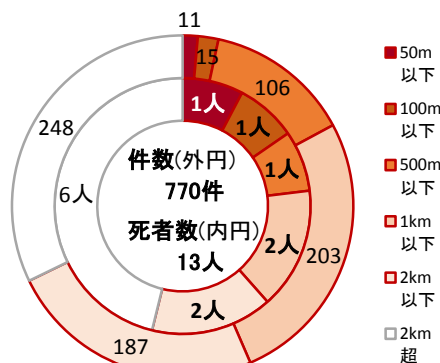 11
15
106
203
187
248
1人
1人
1人
2人
2人
6人
件数(外円)
770件
死者数(内円)
13人
50m
以下
100m
以下
500m
以下
1km
以下
2km
以下
2km
超